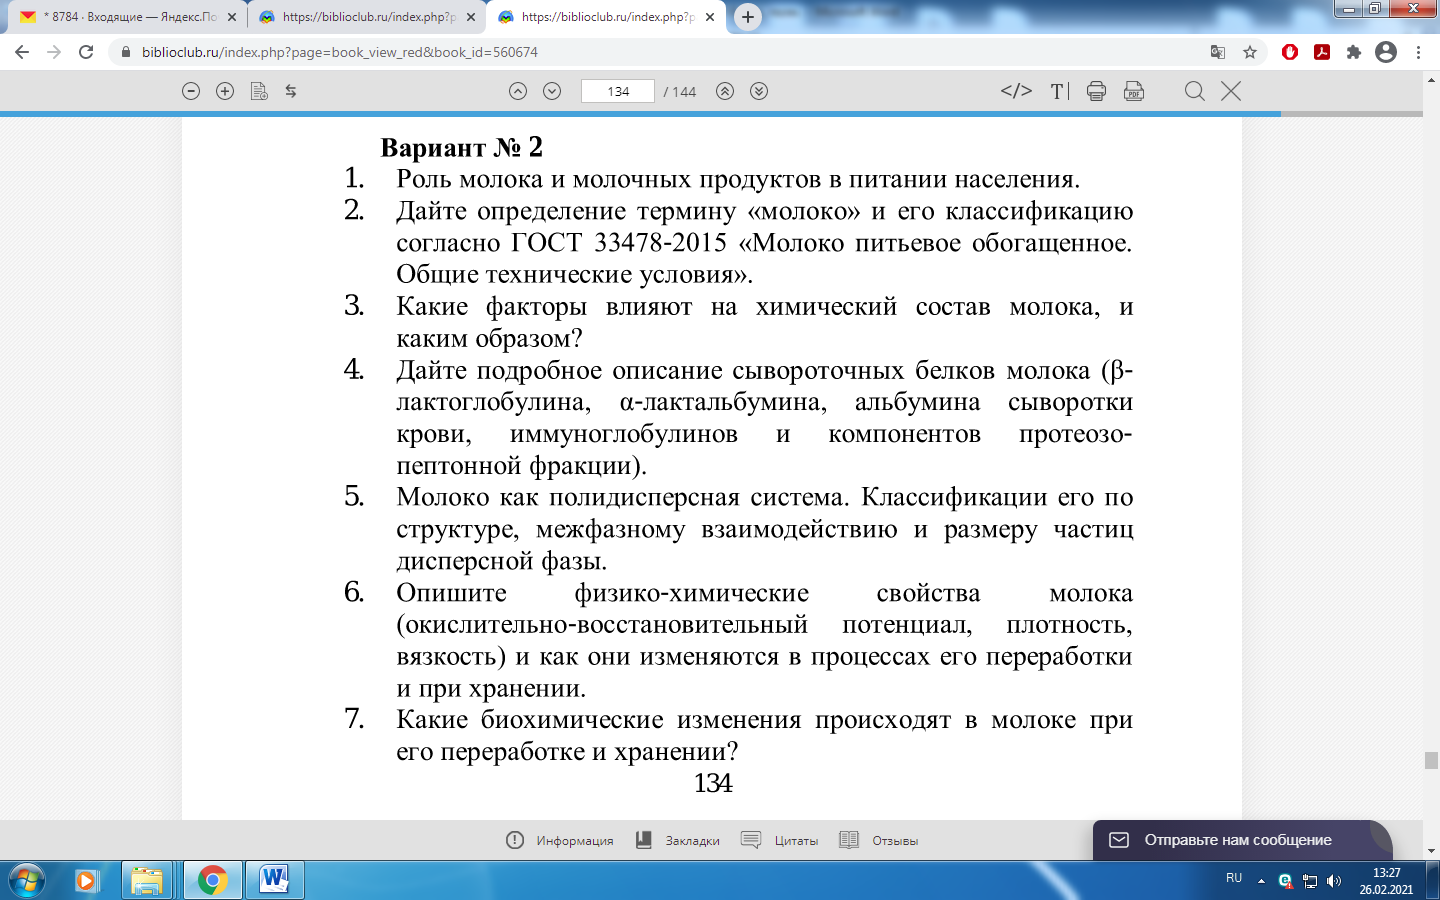 * 8784 · Входящие — Яндекс.По
https://biblioclub.ru/index.php?p
https://biblioclub.ru/index.php?p
biblioclub.ru/index.php?page=book_view_red&book_id=560674
134 / 144
</> T|
PDF
Вариант № 2
1. Роль молока и молочных продуктов в питании населения.
2. Дайте определение термину «молоко» и его классификацию
согласно ГОСТ 33478-2015 «Молоко питьевое обогащенное.
Общие технические условия».
3. Какие факторы влияют на химический состав молока, и
каким образом?
4. Дайте подробное описание сывороточных белков молока (β-
лактоглобулина, α-лактальбумина, альбумина сыворотки
крови, иммуноглобулинов и компонентов протеозо-
пептонной фракции).
5. Молоко как полидисперсная система. Классификации его по
структуре, межфазному взаимодействию и размеру частиц
дисперсной фазы.
6. Опишите физико-химические свойства молока
(окислительно-восстановительный потенциал, плотность,
вязкость) и как они изменяются в процессах его переработки
и при хранении.
7. Какие биохимические изменения происходят в молоке при
его переработке и хранении?
134
Информация Закладки Цитаты Отзывы
Отправьте нам сообщение
RU
13:27
26.02.2021